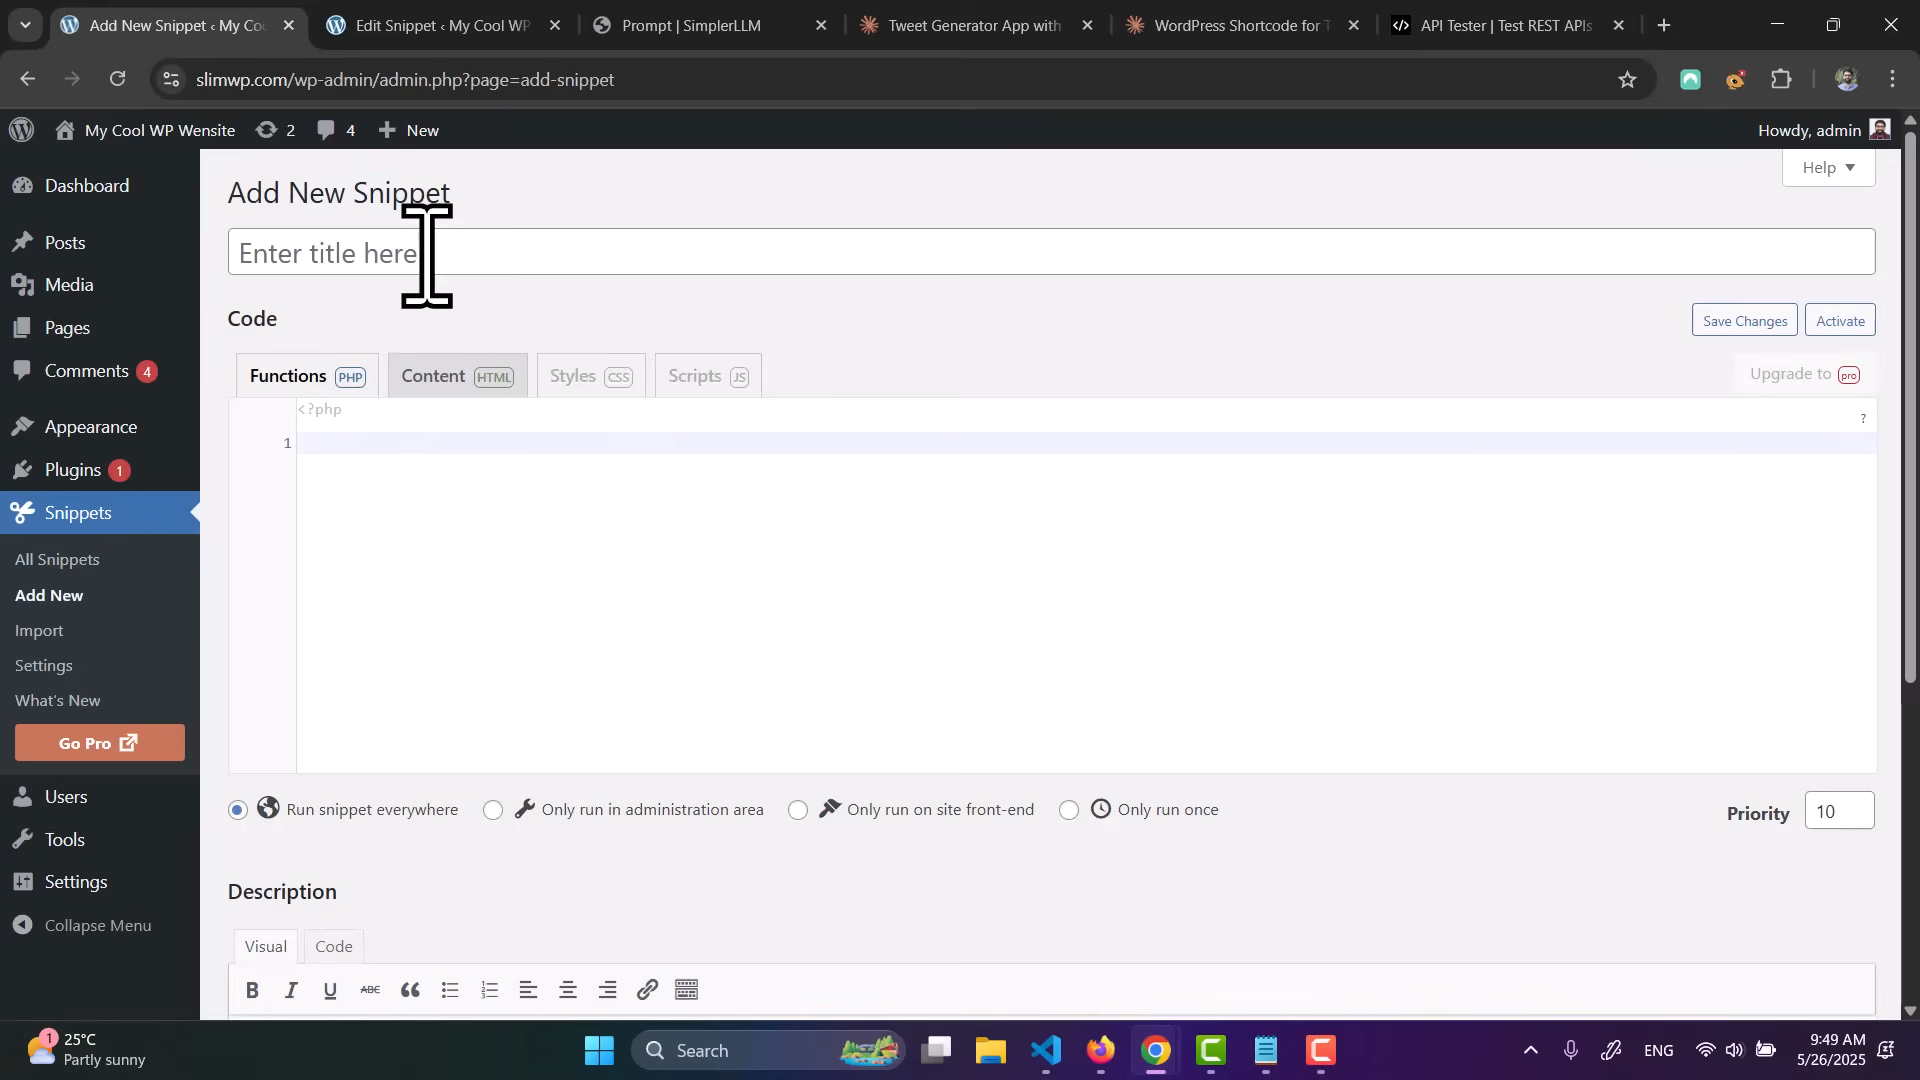 Add New Snippet ‹ My Co
Edit Snippet ‹ My Cool WP
Prompt | SimplerLLM
Tweet Generator App with
WordPress Shortcode for T
API Tester | Test REST APIs
slimwp.com/wp-admin/admin.php?page=add-snippet
My Cool WP Wensite
2
4
New
Howdy, admin
Dashboard
Posts
Media
Pages
Comments 4
Appearance
Plugins 1
Snippets
All Snippets
Add New
Import
Settings
What's New
Go Pro
Users
Tools
Settings
Collapse Menu
Help
Add New Snippet
Enter title here
Code
Save Changes
Activate
Functions PHP
Content HTML
Styles CSS
Scripts JS
Upgrade to pro
<?php
?
1
Run snippet everywhere
Only run in administration area
Only run on site front-end
Only run once
Priority
10
Description
Visual
Code
B I U ABC
1
25°C
Partly sunny
Search
ENG
9:49 AM
5/26/2025